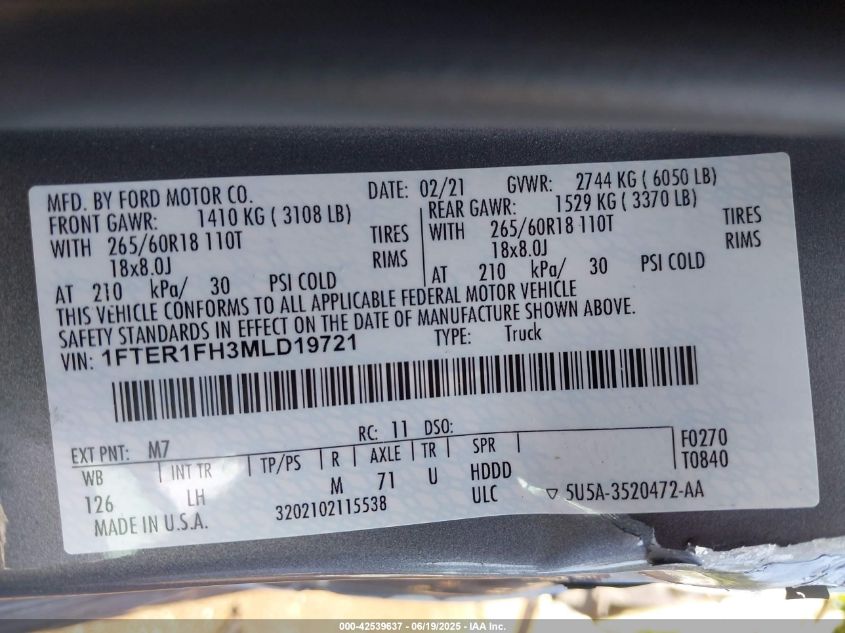 MFD. BY FORD MOTOR CO. DATE: 02/21 GVWR: 2744 KG ( 6050 LB)
FRONT GAWR: 1410 KG ( 3108 LB) REAR GAWR: 1529 KG ( 3370 LB)
WITH 265/60R18 110T TIRES WITH 265/60R18 110T TIRES
18x8.0J RIMS 18x8.0J RIMS
AT 210 kPa/ 30 PSI COLD AT 210 kPa/ 30 PSI COLD
THIS VEHICLE CONFORMS TO ALL APPLICABLE FEDERAL MOTOR VEHICLE
SAFETY STANDARDS IN EFFECT ON THE DATE OF MANUFACTURE SHOWN ABOVE.
VIN: 1FTER1FH3MLD19721 TYPE: Truck
EXT PNT: M7 RC: 11 DSO: F0270
WB INT TR TP/PS R AXLE TR SPR T0840
126 LH M 71 U HDDD
MADE IN U.S.A. 3202102115538 ULC ▽ 5U5A-3520472-AA
000-42539637 - 06/19/2025 - IAA Inc.